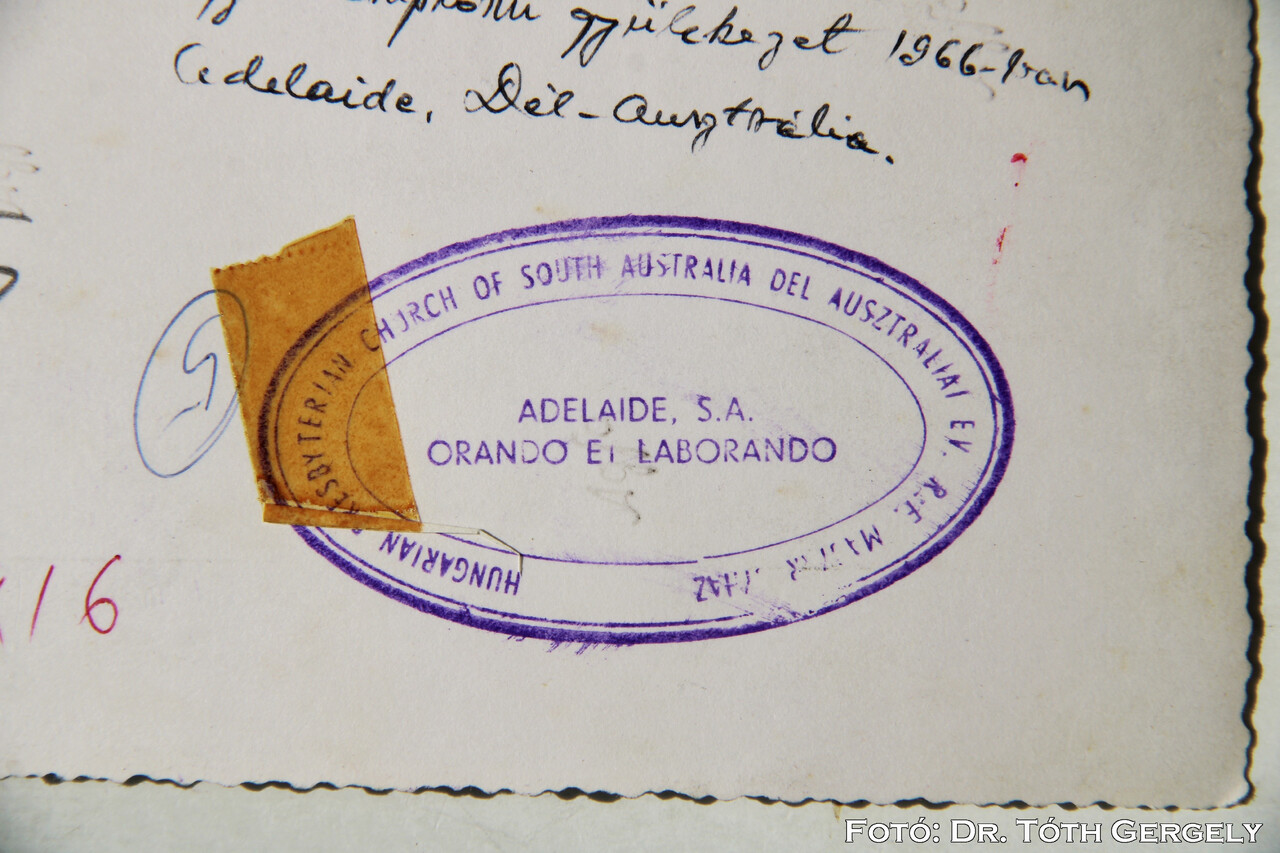 gyülekezet 1966-ban
Adelaide, Dél-Ausztrália.
HUNGARIAN PRESBYTERIAN CHURCH OF SOUTH AUSTRALIA DEL AUSZTRALIAI EV. REF. MAGYAR
ADELAIDE, S.A.
ORANDO ET LABORANDO
16
Fotó: Dr. Tóth Gergely